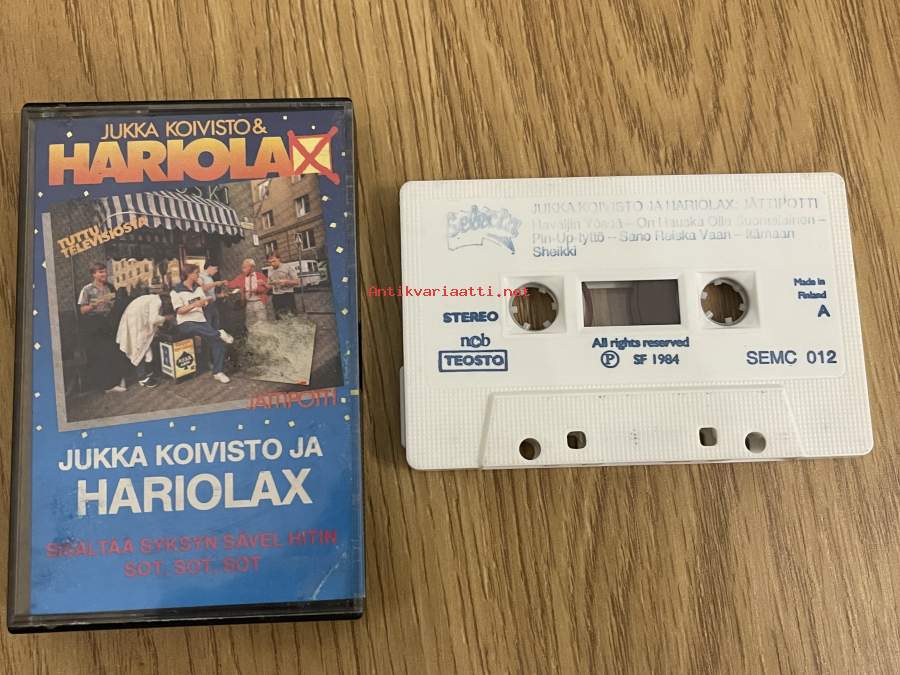 JUKKA KOIVISTO &
HARIOLAX
TUTTU
TELEVISIOSTA
JÄTTIPOTTI
JUKKA KOIVISTO JA
HARIOLAX
SISÄLTÄÄ SYKSYN SÄVEL HITIN
SOT, SOT, SOT
Selecta
JUKKA KOIVISTO JA HARIOLAX: JÄTTIPOTTI
Havaijin Yössä – On Hauska Olla Suomalainen –
Pin-Up-tyttö – Sano Reiska Vaan – Itämaan
Sheikki
Antikvariaatti.net
STEREO
Made in
Finland
A
ncb
TEOSTO
All rights reserved
Ⓟ SF 1984
SEMC 012